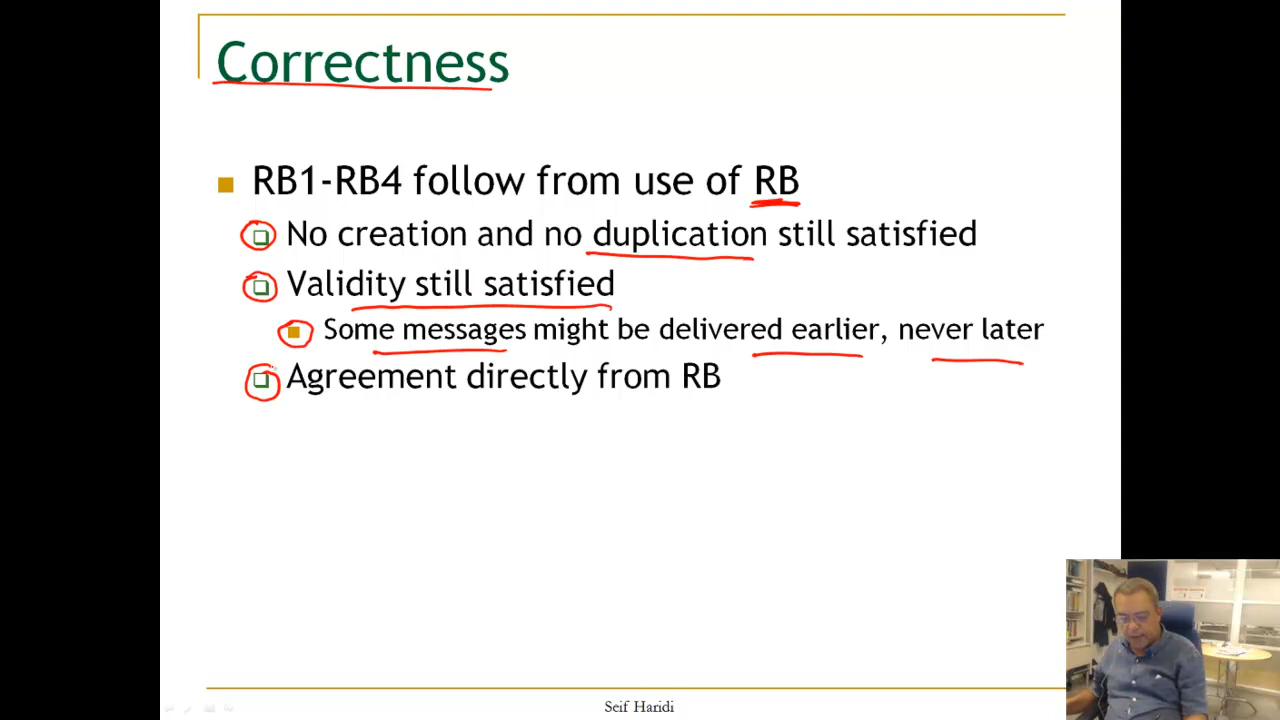 Correctness
RB1-RB4 follow from use of RB
No creation and no duplication still satisfied
Validity still satisfied
Some messages might be delivered earlier, never later
Agreement directly from RB
Seif Haridi